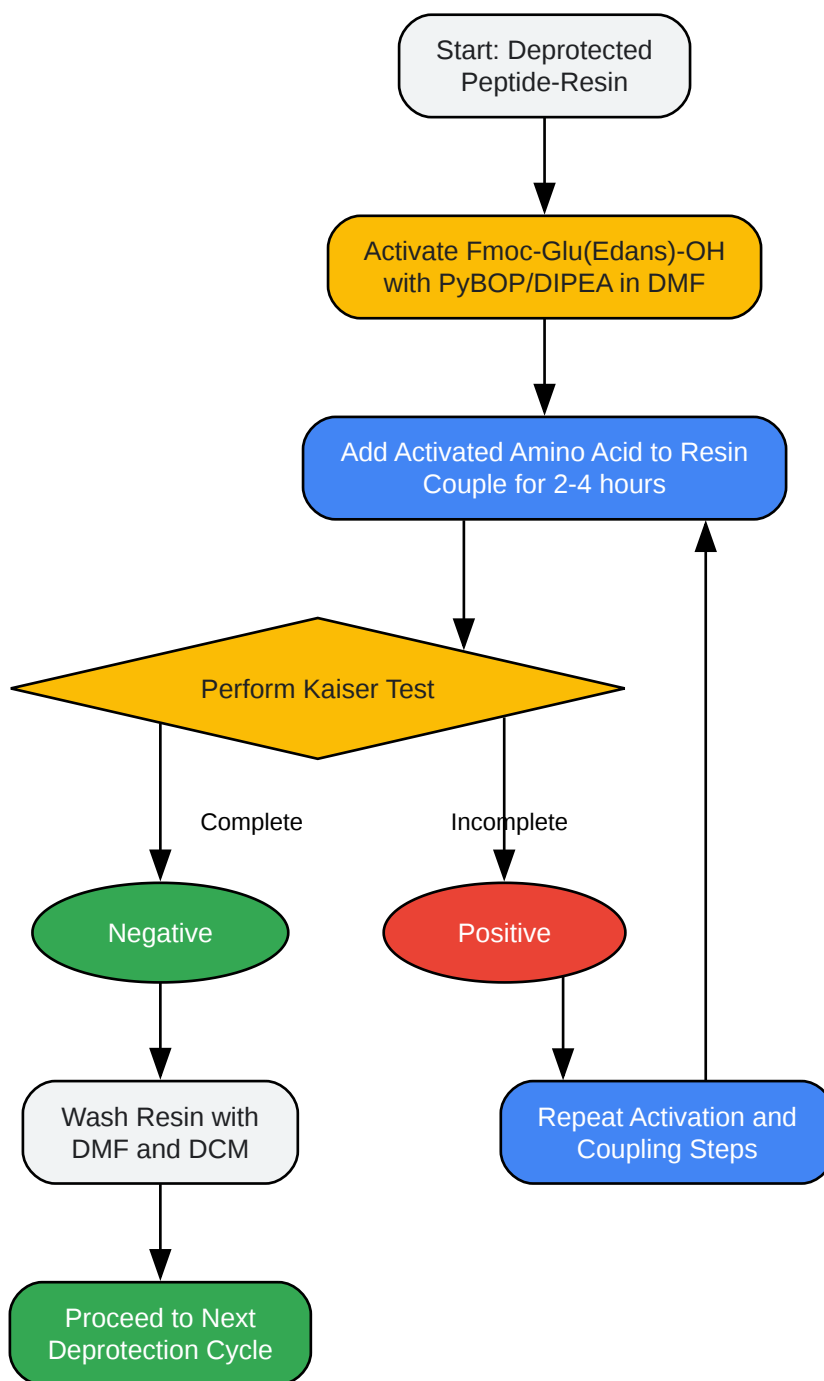 Start: Deprotected
Peptide-Resin
Activate Fmoc-Glu(Edans)-OH
with PyBOP/DIPEA in DMF
Add Activated Amino Acid to Resin
Couple for 2-4 hours
Perform Kaiser Test
Complete
Incomplete
Negative
Positive
Wash Resin with
DMF and DCM
Repeat Activation and
Coupling Steps
Proceed to Next
Deprotection Cycle